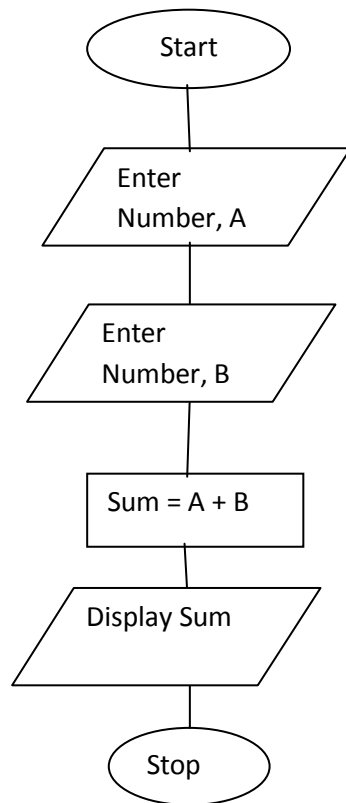 Start
Enter
Number, A
Enter
Number, B
Sum = A + B
Display Sum
Stop